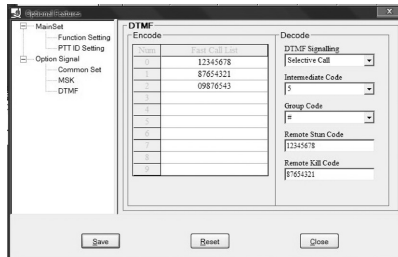 Optional Features
MainSet
Function Setting
PTT ID Setting
Option Signal
Common Set
MSK
DTMF
DTMF
Encode
Num Fast Call List
0 12345678
1 87654321
2 09876543
3
4
5
6
7
8
9
Decode
DTMF Signalling
Selective Call
Intermediate Code
5
Group Code
#
Remote Stun Code
12345678
Remote Kill Code
87654321
Save Reset Close